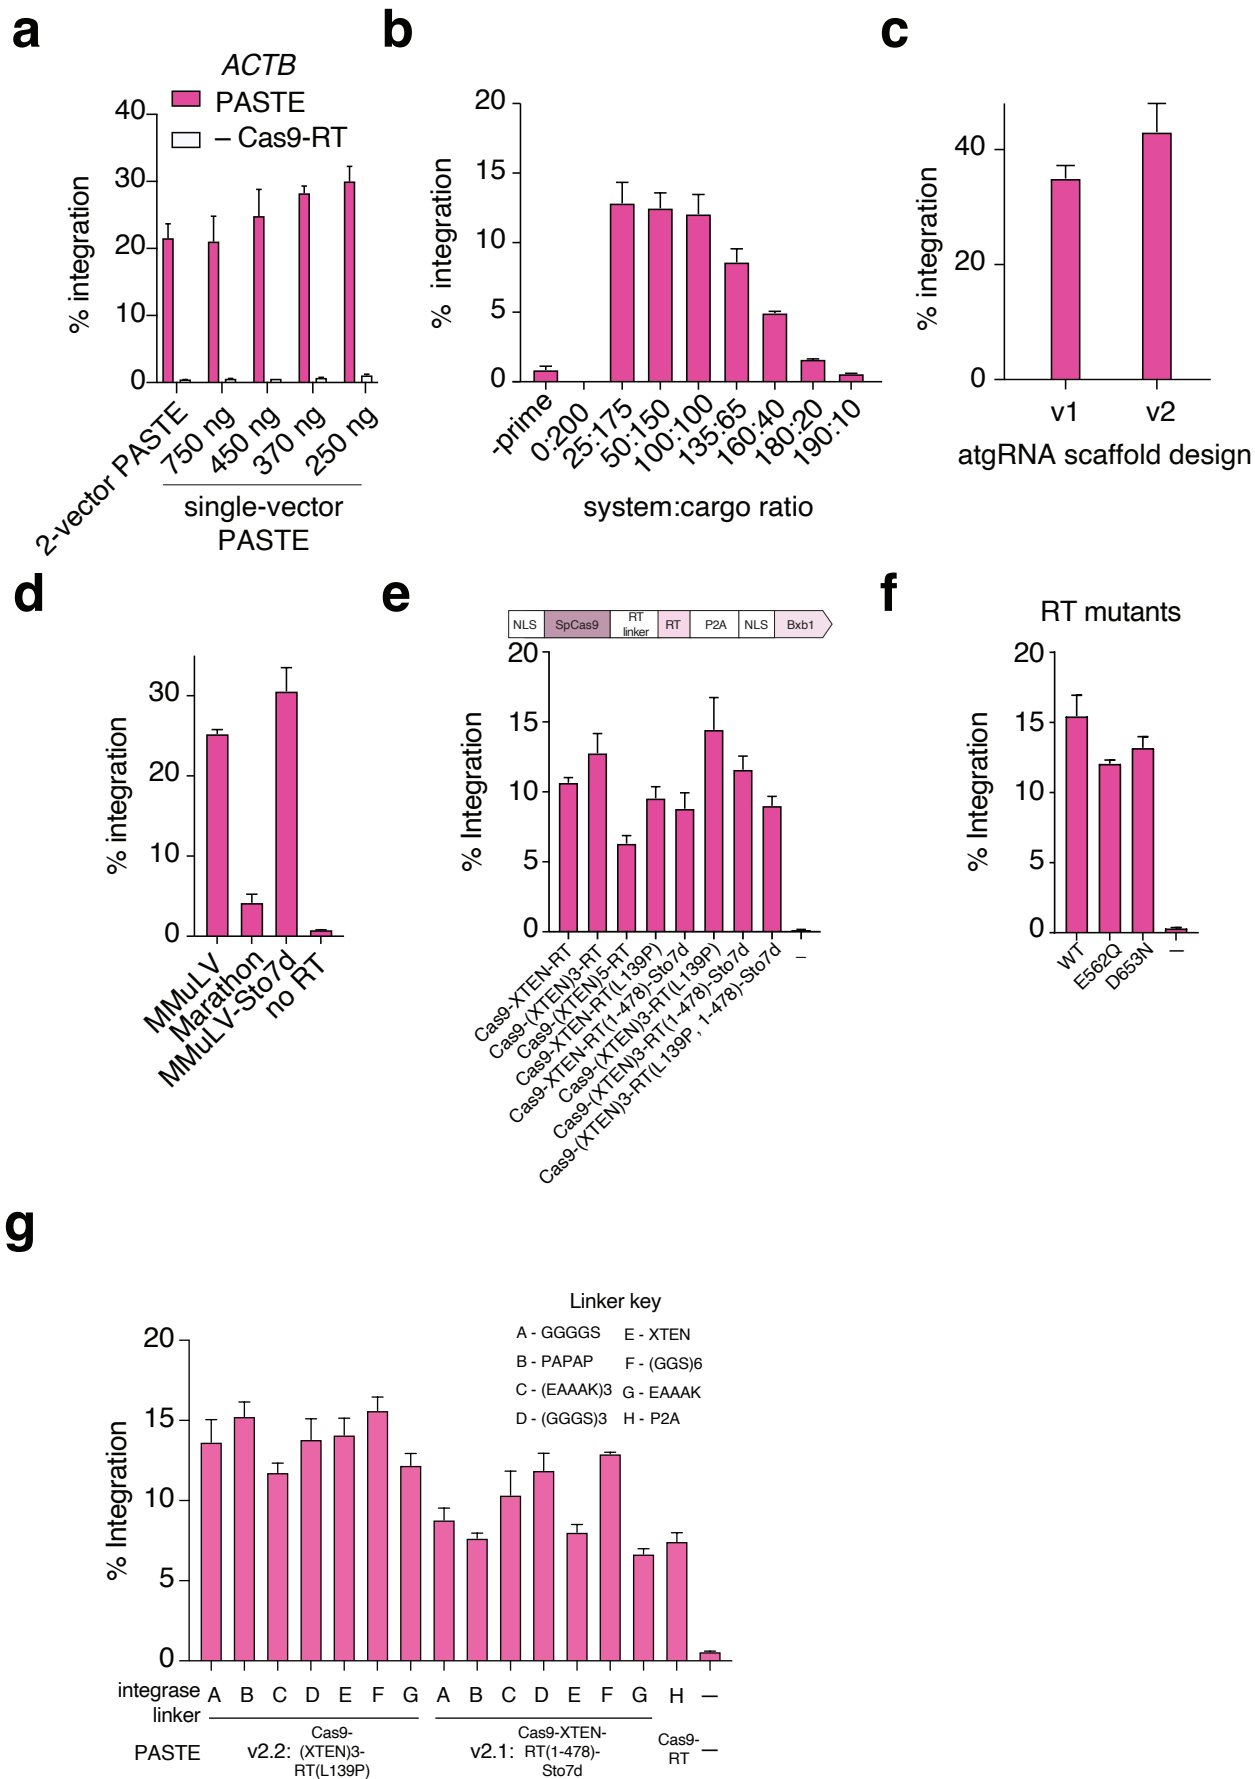 a
ACTB
PASTE
– Cas9-RT
% integration
40
30
20
10
0
2-vector PASTE
750 ng
450 ng
370 ng
250 ng
single-vector
PASTE
b
% integration
20
15
10
5
0
-prime
0:200
25:175
50:150
100:100
135:65
160:40
180:20
190:10
system:cargo ratio
c
% integration
40
20
0
v1
v2
atgRNA scaffold design
d
% integration
30
20
10
0
MMuLV
Marathon
MMuLV-Sto7d
no RT
e
NLS
SpCas9
RT
linker
RT
P2A
NLS
Bxb1
% Integration
20
15
10
5
0
Cas9-XTEN-RT
Cas9-(XTEN)3-RT
Cas9-(XTEN)5-RT
Cas9-XTEN-RT(L139P)
Cas9-XTEN-RT(1-478)-Sto7d
Cas9-(XTEN)3-RT(L139P)
Cas9-(XTEN)3-RT(1-478)-Sto7d
Cas9-(XTEN)3-RT(L139P , 1-478)-Sto7d
–
f
RT mutants
% Integration
20
15
10
5
0
WT
E562Q
D653N
–
g
Linker key
A - GGGGS E - XTEN
B - PAPAP F - (GGS)6
C - (EAAAK)3 G - EAAAK
D - (GGGS)3 H - P2A
% Integration
20
15
10
5
0
integrase
linker
A B C D E F G A B C D E F G H –
PASTE
v2.2:
Cas9-
(XTEN)3-
RT(L139P)
v2.1:
Cas9-XTEN-
RT(1-478)-
Sto7d
Cas9-
RT
–